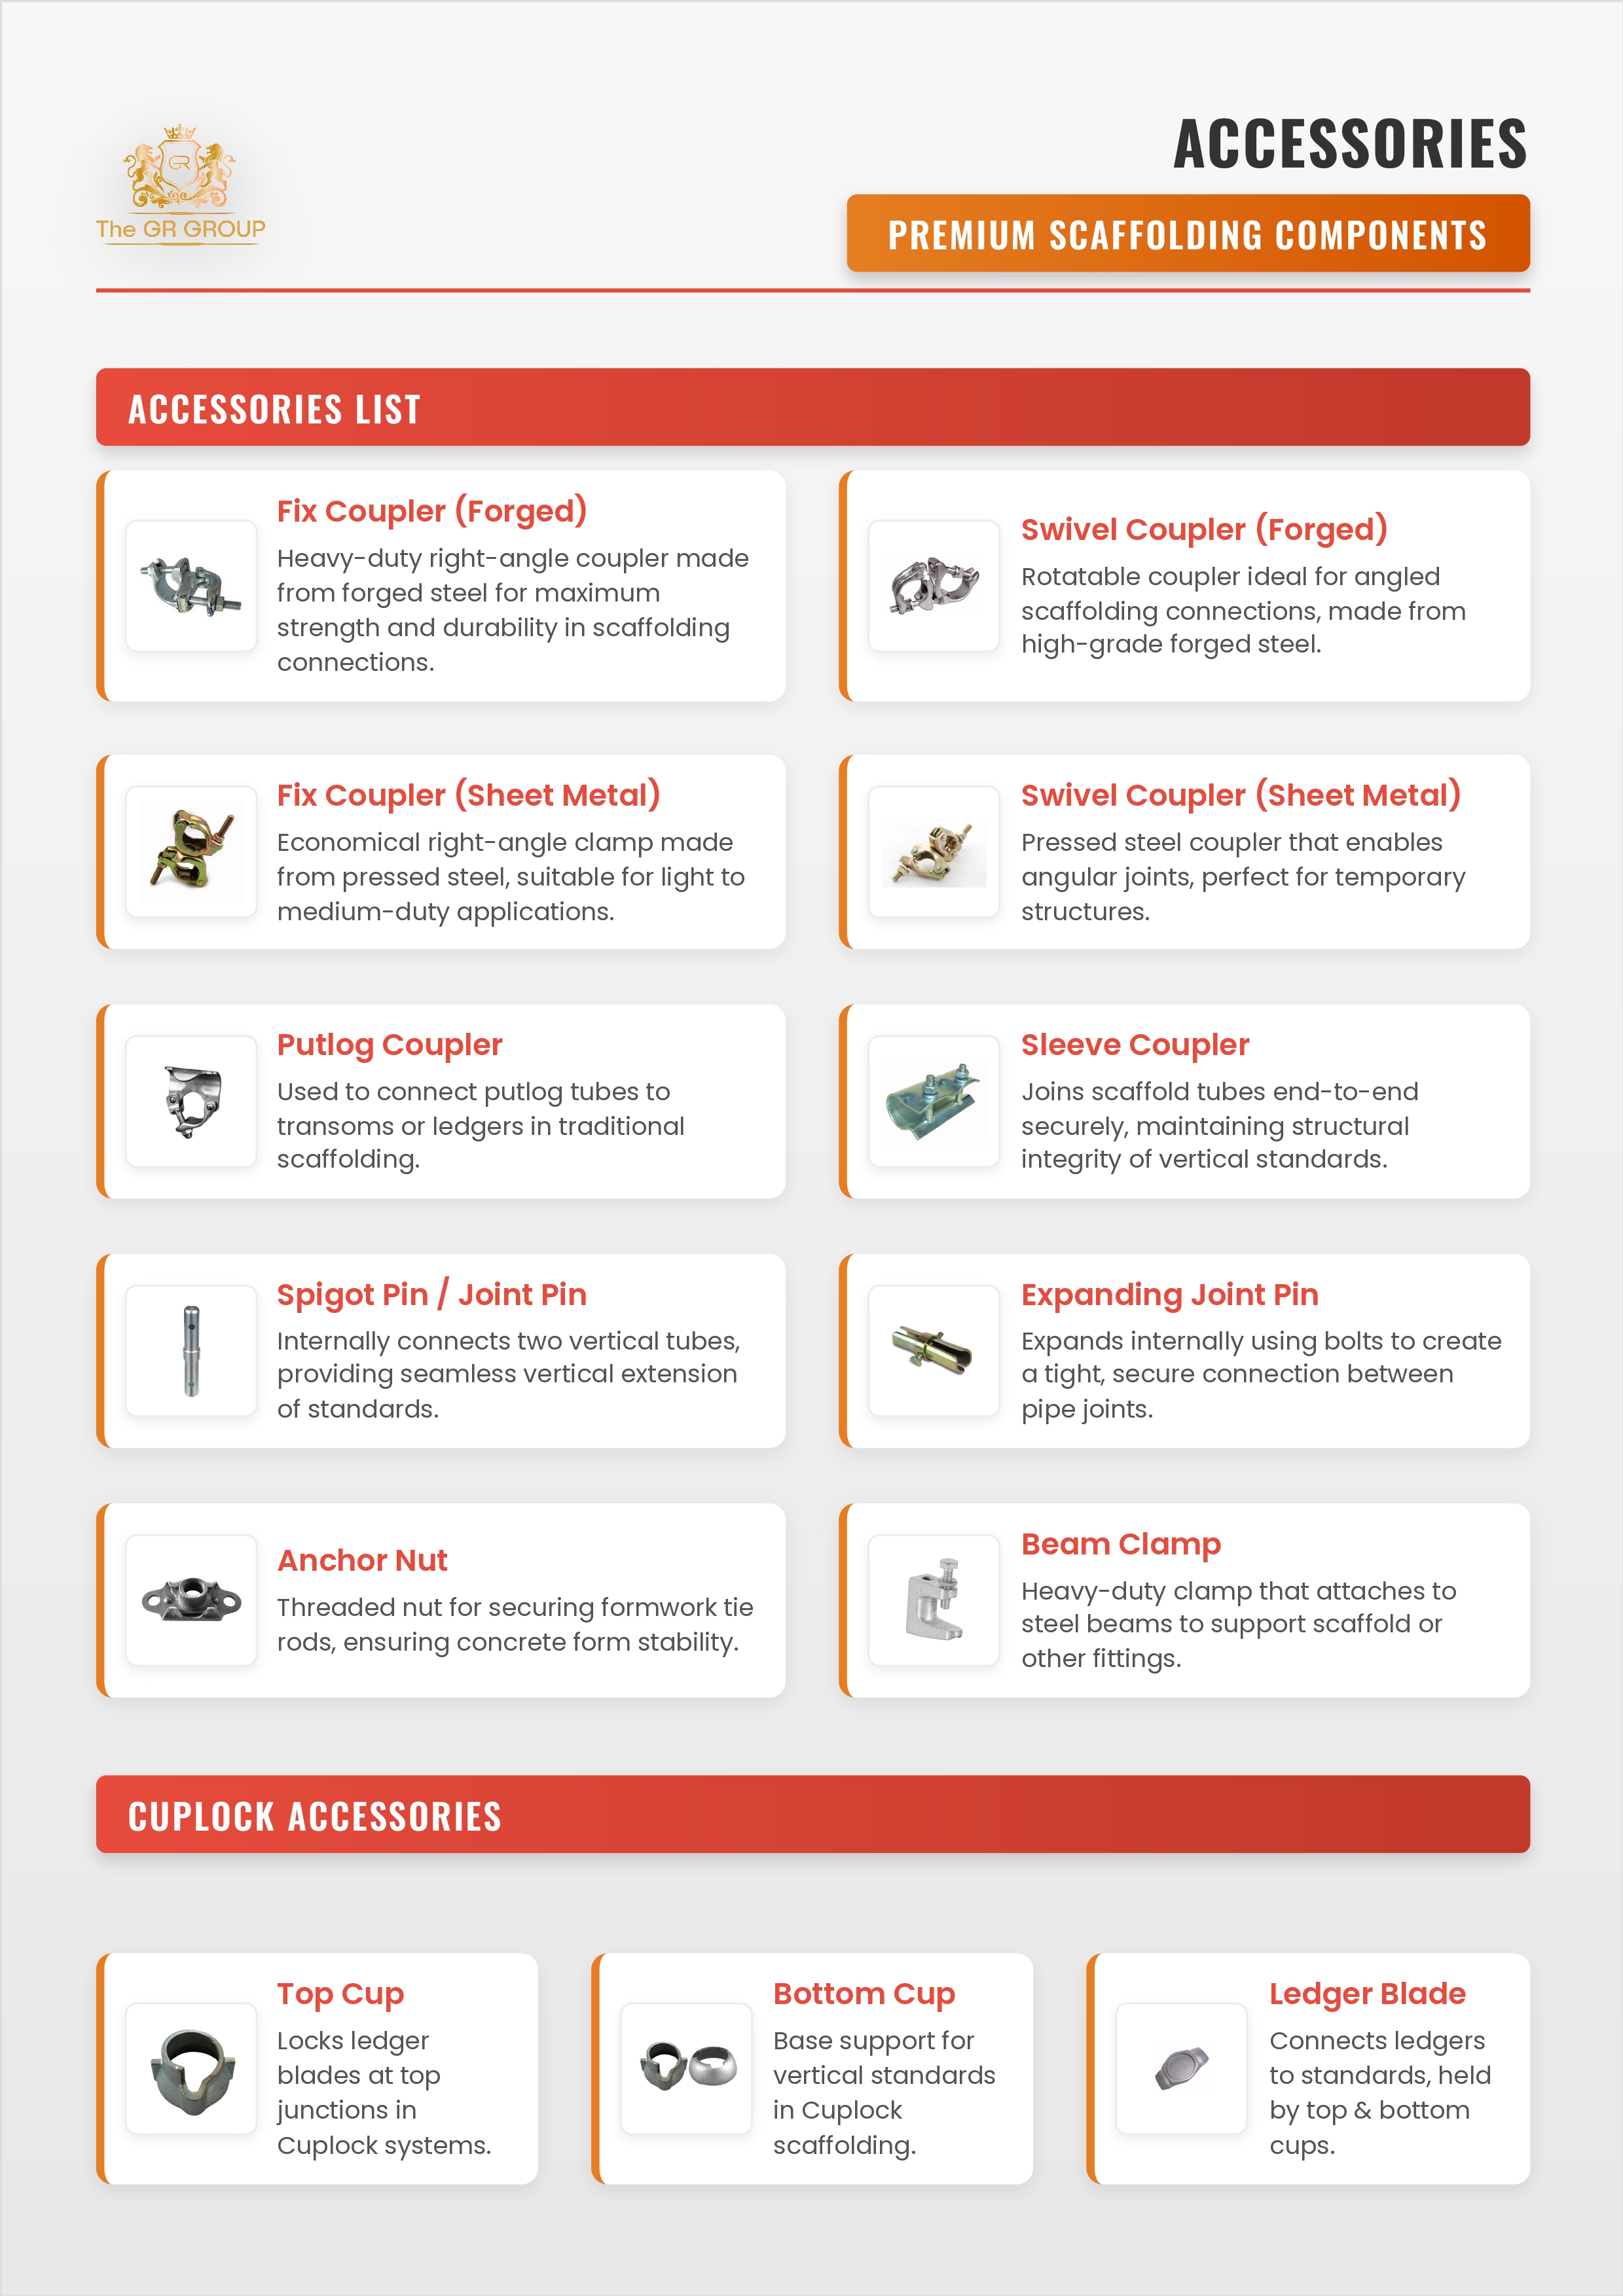 GR
The GR GROUP
ACCESSORIES
PREMIUM SCAFFOLDING COMPONENTS
ACCESSORIES LIST
Fix Coupler (Forged)
Heavy-duty right-angle coupler made
from forged steel for maximum
strength and durability in scaffolding
connections.
Swivel Coupler (Forged)
Rotatable coupler ideal for angled
scaffolding connections, made from
high-grade forged steel.
Fix Coupler (Sheet Metal)
Economical right-angle clamp made
from pressed steel, suitable for light to
medium-duty applications.
Swivel Coupler (Sheet Metal)
Pressed steel coupler that enables
angular joints, perfect for temporary
structures.
Putlog Coupler
Used to connect putlog tubes to
transoms or ledgers in traditional
scaffolding.
Sleeve Coupler
Joins scaffold tubes end-to-end
securely, maintaining structural
integrity of vertical standards.
Spigot Pin / Joint Pin
Internally connects two vertical tubes,
providing seamless vertical extension
of standards.
Expanding Joint Pin
Expands internally using bolts to create
a tight, secure connection between
pipe joints.
Anchor Nut
Threaded nut for securing formwork tie
rods, ensuring concrete form stability.
Beam Clamp
Heavy-duty clamp that attaches to
steel beams to support scaffold or
other fittings.
CUPLOCK ACCESSORIES
Top Cup
Locks ledger
blades at top
junctions in
Cuplock systems.
Bottom Cup
Base support for
vertical standards
in Cuplock
scaffolding.
Ledger Blade
Connects ledgers
to standards, held
by top & bottom
cups.